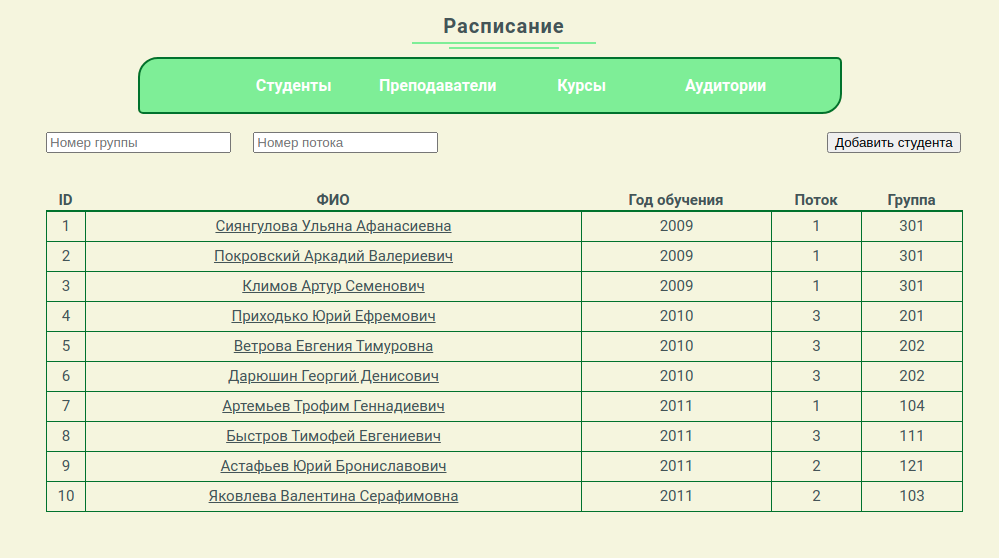 Расписание
Студенты Преподаватели Курсы Аудитории
Номер группы Номер потока Добавить студента
ID ФИО Год обучения Поток Группа
1 Сиянгулова Ульяна Афанасиевна 2009 1 301
2 Покровский Аркадий Валериевич 2009 1 301
3 Климов Артур Семенович 2009 1 301
4 Приходько Юрий Ефремович 2010 3 201
5 Ветрова Евгения Тимуровна 2010 3 202
6 Дарюшин Георгий Денисович 2010 3 202
7 Артемьев Трофим Геннадиевич 2011 1 104
8 Быстров Тимофей Евгениевич 2011 3 111
9 Астафьев Юрий Брониславович 2011 2 121
10 Яковлева Валентина Серафимовна 2011 2 103